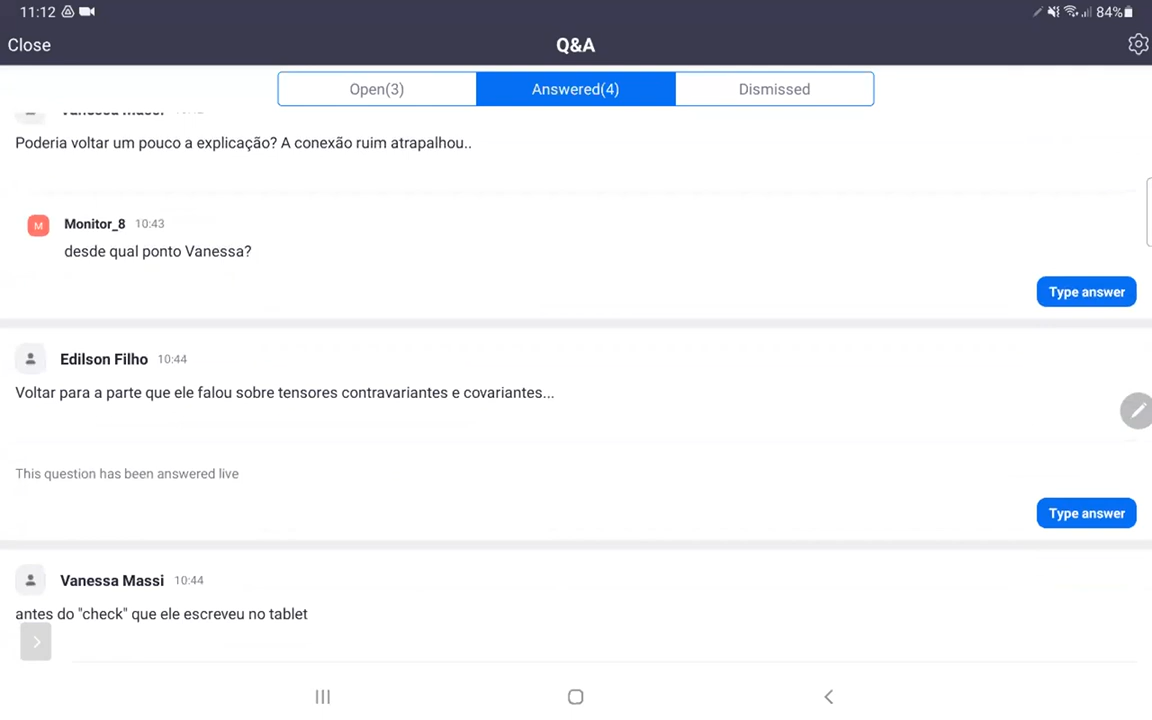 11:12 84%
Close Q&A
Open(3) Answered(4) Dismissed
Poderia voltar um pouco a explicação? A conexão ruim atrapalhou..
M Monitor_8 10:43
desde qual ponto Vanessa?
Type answer
Edilson Filho 10:44
Voltar para a parte que ele falou sobre tensores contravariantes e covariantes...
This question has been answered live
Type answer
Vanessa Massi 10:44
antes do "check" que ele escreveu no tablet